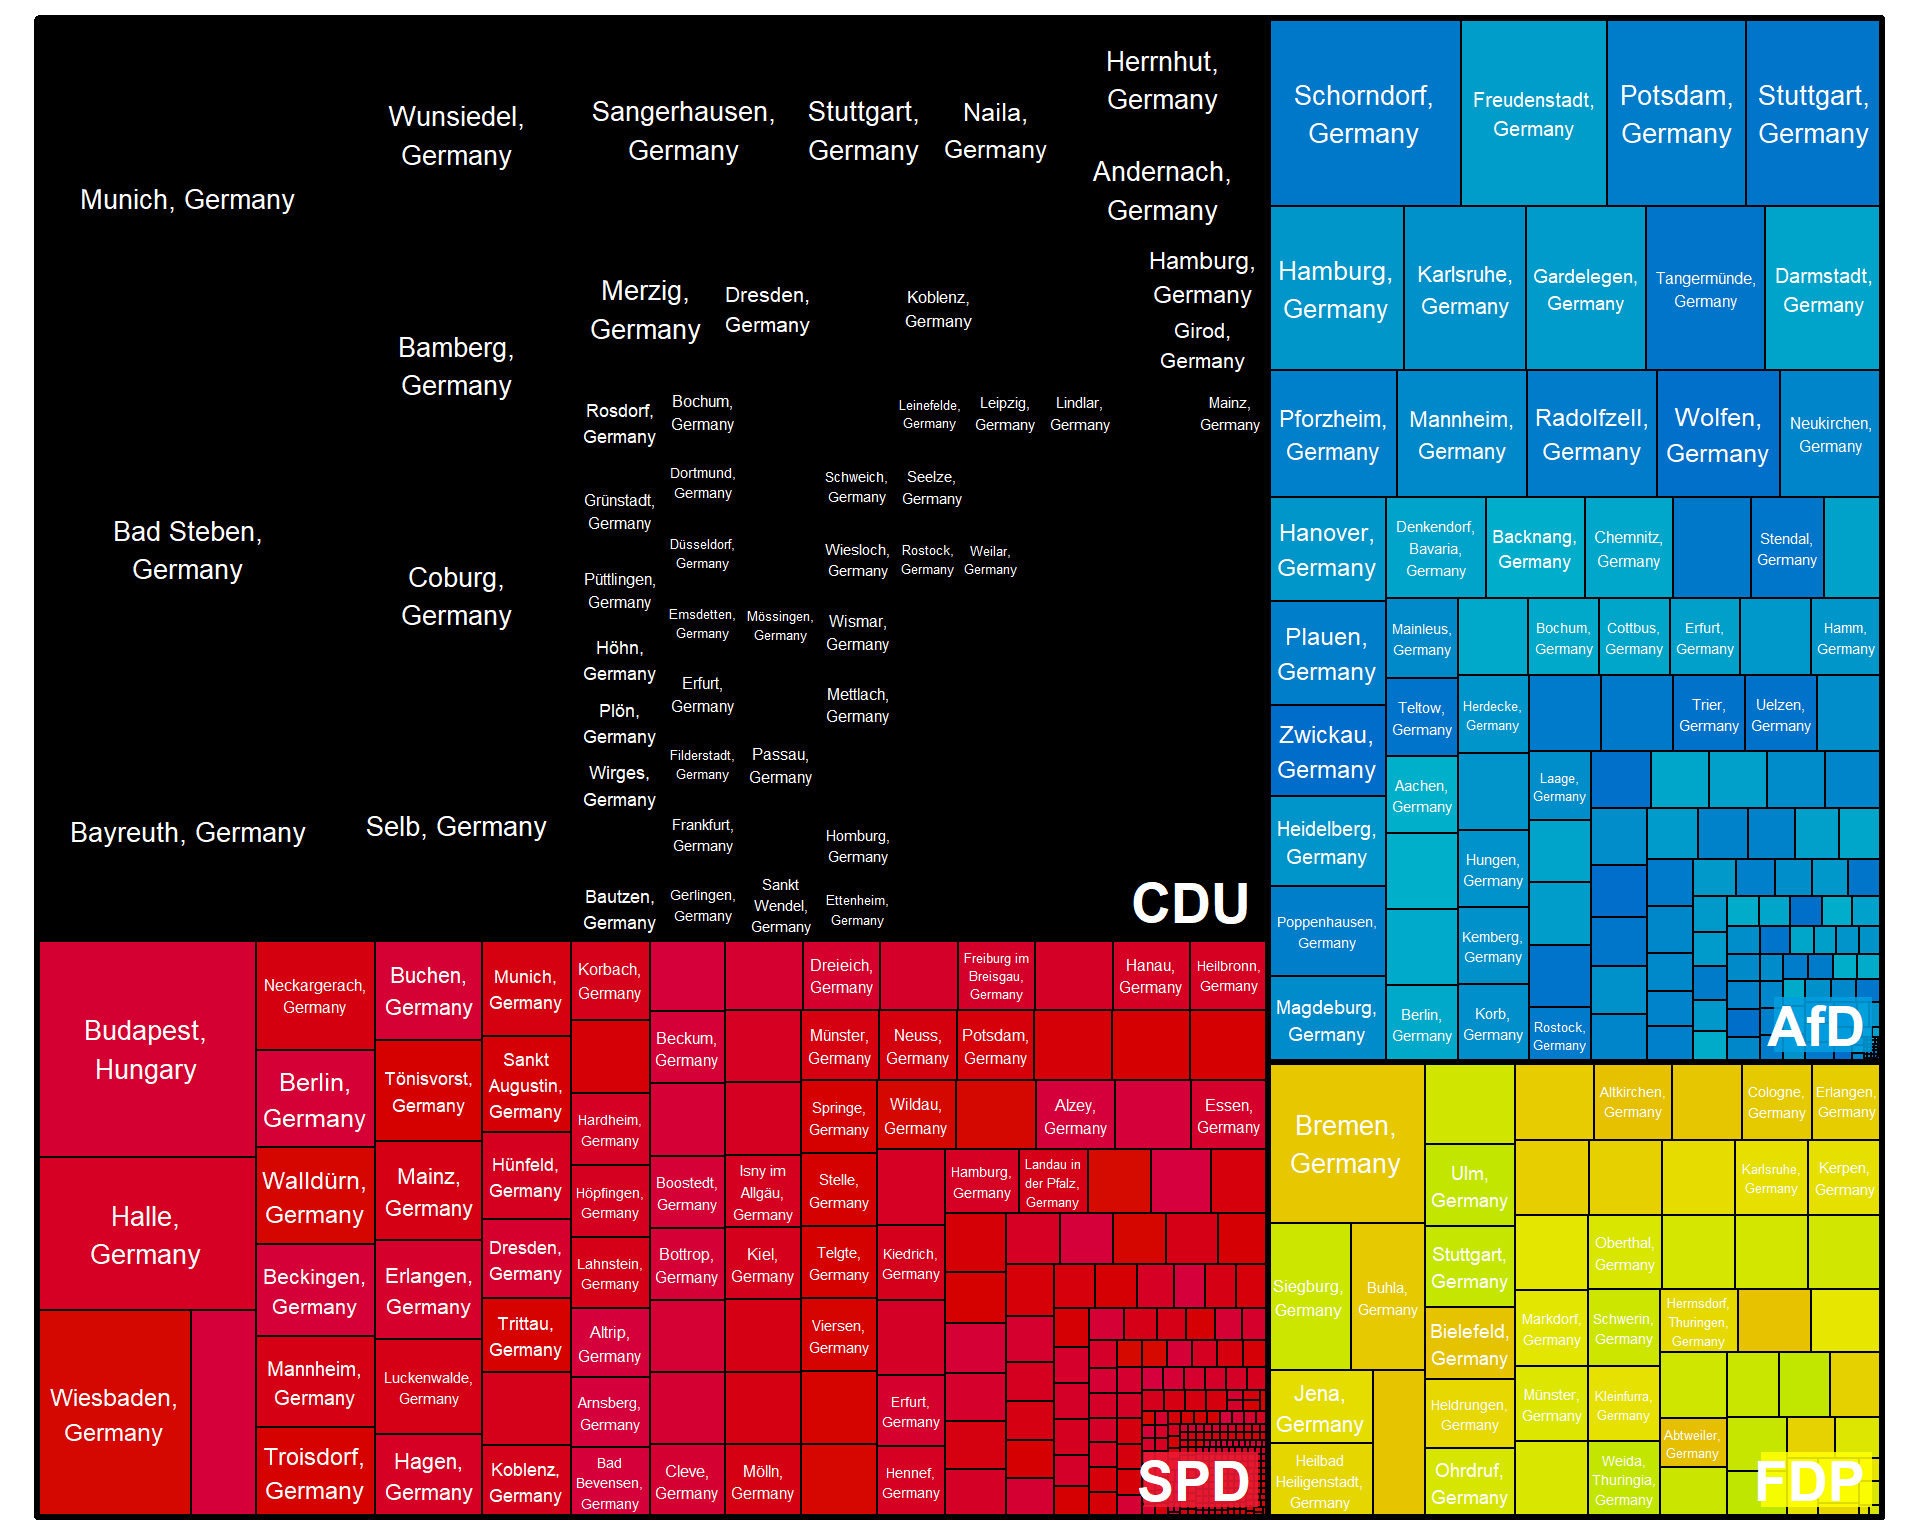 Munich, Germany
Bad Steben,
Germany
Bayreuth, Germany
Wunsiedel,
Germany
Bamberg,
Germany
Coburg,
Germany
Selb, Germany
Sangerhausen,
Germany
Stuttgart,
Germany
Naila,
Germany
Herrnhut,
Germany
Andernach,
Germany
Merzig,
Germany
Dresden,
Germany
Koblenz,
Germany
Hamburg,
Germany
Girod,
Germany
Rosdorf,
Germany
Bochum,
Germany
Leinefelde,
Germany
Leipzig,
Germany
Lindlar,
Germany
Mainz,
Germany
Grünstadt,
Germany
Dortmund,
Germany
Schweich,
Germany
Seelze,
Germany
Püttlingen,
Germany
Düsseldorf,
Germany
Wiesloch,
Germany
Rostock,
Germany
Weilar,
Germany
Höhn,
Germany
Emsdetten,
Germany
Mössingen,
Germany
Wismar,
Germany
Plön,
Germany
Erfurt,
Germany
Mettlach,
Germany
Wirges,
Germany
Filderstadt,
Germany
Passau,
Germany
Frankfurt,
Germany
Homburg,
Germany
Bautzen,
Germany
Gerlingen,
Germany
Sankt
Wendel,
Germany
Ettenheim,
Germany
CDU
Schorndorf,
Germany
Freudenstadt,
Germany
Potsdam,
Germany
Stuttgart,
Germany
Hamburg,
Germany
Karlsruhe,
Germany
Gardelegen,
Germany
Tangermünde,
Germany
Darmstadt,
Germany
Pforzheim,
Germany
Mannheim,
Germany
Radolfzell,
Germany
Wolfen,
Germany
Neukirchen,
Germany
Hanover,
Germany
Denkendorf,
Bavaria,
Germany
Backnang,
Germany
Chemnitz,
Germany
Stendal,
Germany
Plauen,
Germany
Mainleus,
Germany
Bochum,
Germany
Cottbus,
Germany
Erfurt,
Germany
Hamm,
Germany
Zwickau,
Germany
Teltow,
Germany
Herdecke,
Germany
Trier,
Germany
Uelzen,
Germany
Heidelberg,
Germany
Aachen,
Germany
Laage,
Germany
Hungen,
Germany
Poppenhausen,
Germany
Kemberg,
Germany
Magdeburg,
Germany
Berlin,
Germany
Korb,
Germany
Rostock,
Germany
AfD
Budapest,
Hungary
Halle,
Germany
Wiesbaden,
Germany
Neckargerach,
Germany
Berlin,
Germany
Walldürn,
Germany
Beckingen,
Germany
Mannheim,
Germany
Troisdorf,
Germany
Buchen,
Germany
Tönisvorst,
Germany
Mainz,
Germany
Erlangen,
Germany
Luckenwalde,
Germany
Hagen,
Germany
Munich,
Germany
Sankt
Augustin,
Germany
Hünfeld,
Germany
Dresden,
Germany
Trittau,
Germany
Koblenz,
Germany
Korbach,
Germany
Hardheim,
Germany
Höpfingen,
Germany
Lahnstein,
Germany
Altrip,
Germany
Arnsberg,
Germany
Bad
Bevensen,
Germany
Beckum,
Germany
Boostedt,
Germany
Bottrop,
Germany
Cleve,
Germany
Isny im
Allgäu,
Germany
Kiel,
Germany
Mölln,
Germany
Dreieich,
Germany
Freiburg im
Breisgau,
Germany
Hanau,
Germany
Heilbronn,
Germany
Münster,
Germany
Neuss,
Germany
Potsdam,
Germany
Springe,
Germany
Wildau,
Germany
Alzey,
Germany
Essen,
Germany
Stelle,
Germany
Hamburg,
Germany
Landau in
der Pfalz,
Germany
Telgte,
Germany
Kiedrich,
Germany
Viersen,
Germany
Erfurt,
Germany
Hennef,
Germany
SPD
Bremen,
Germany
Siegburg,
Germany
Buhla,
Germany
Jena,
Germany
Heilbad
Heiligenstadt,
Germany
Ulm,
Germany
Stuttgart,
Germany
Bielefeld,
Germany
Heldrungen,
Germany
Ohrdruf,
Germany
Altkirchen,
Germany
Cologne,
Germany
Erlangen,
Germany
Karlsruhe,
Germany
Kerpen,
Germany
Oberthal,
Germany
Markdorf,
Germany
Schwerin,
Germany
Hermsdorf,
Thuringen,
Germany
Münster,
Germany
Kleinfurra,
Germany
Abtweiler,
Germany
Weida,
Thuringia,
Germany
FDP